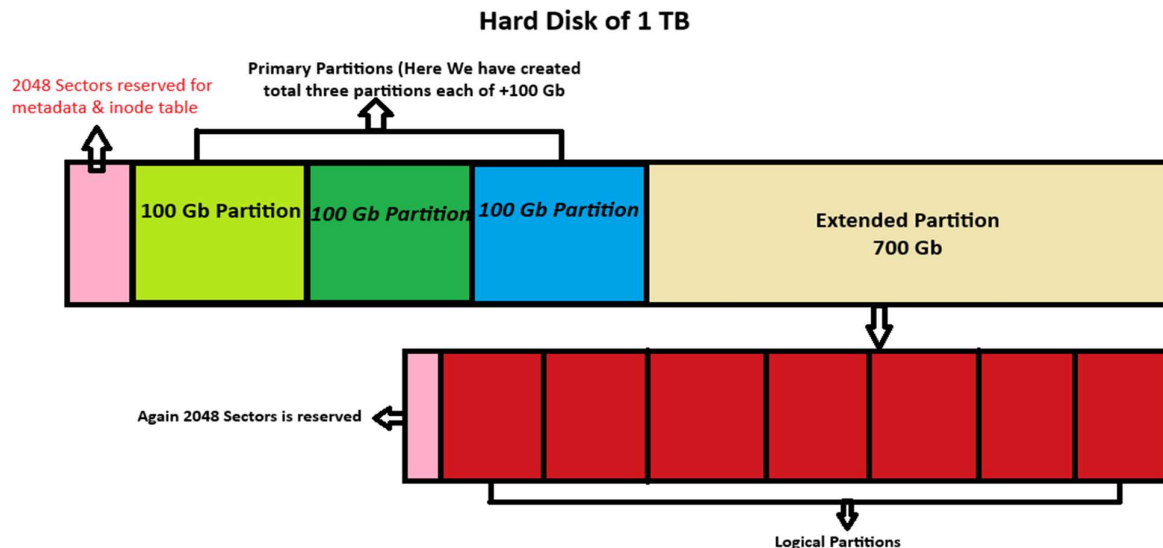 Hard Disk of 1 TB
2048 Sectors reserved for
metadata & inode table
Primary Partitions (Here We have created
total three partitions each of +100 Gb
100 Gb Partition
100 Gb Partition
100 Gb Partition
Extended Partition
700 Gb
Again 2048 Sectors is reserved
Logical Partitions